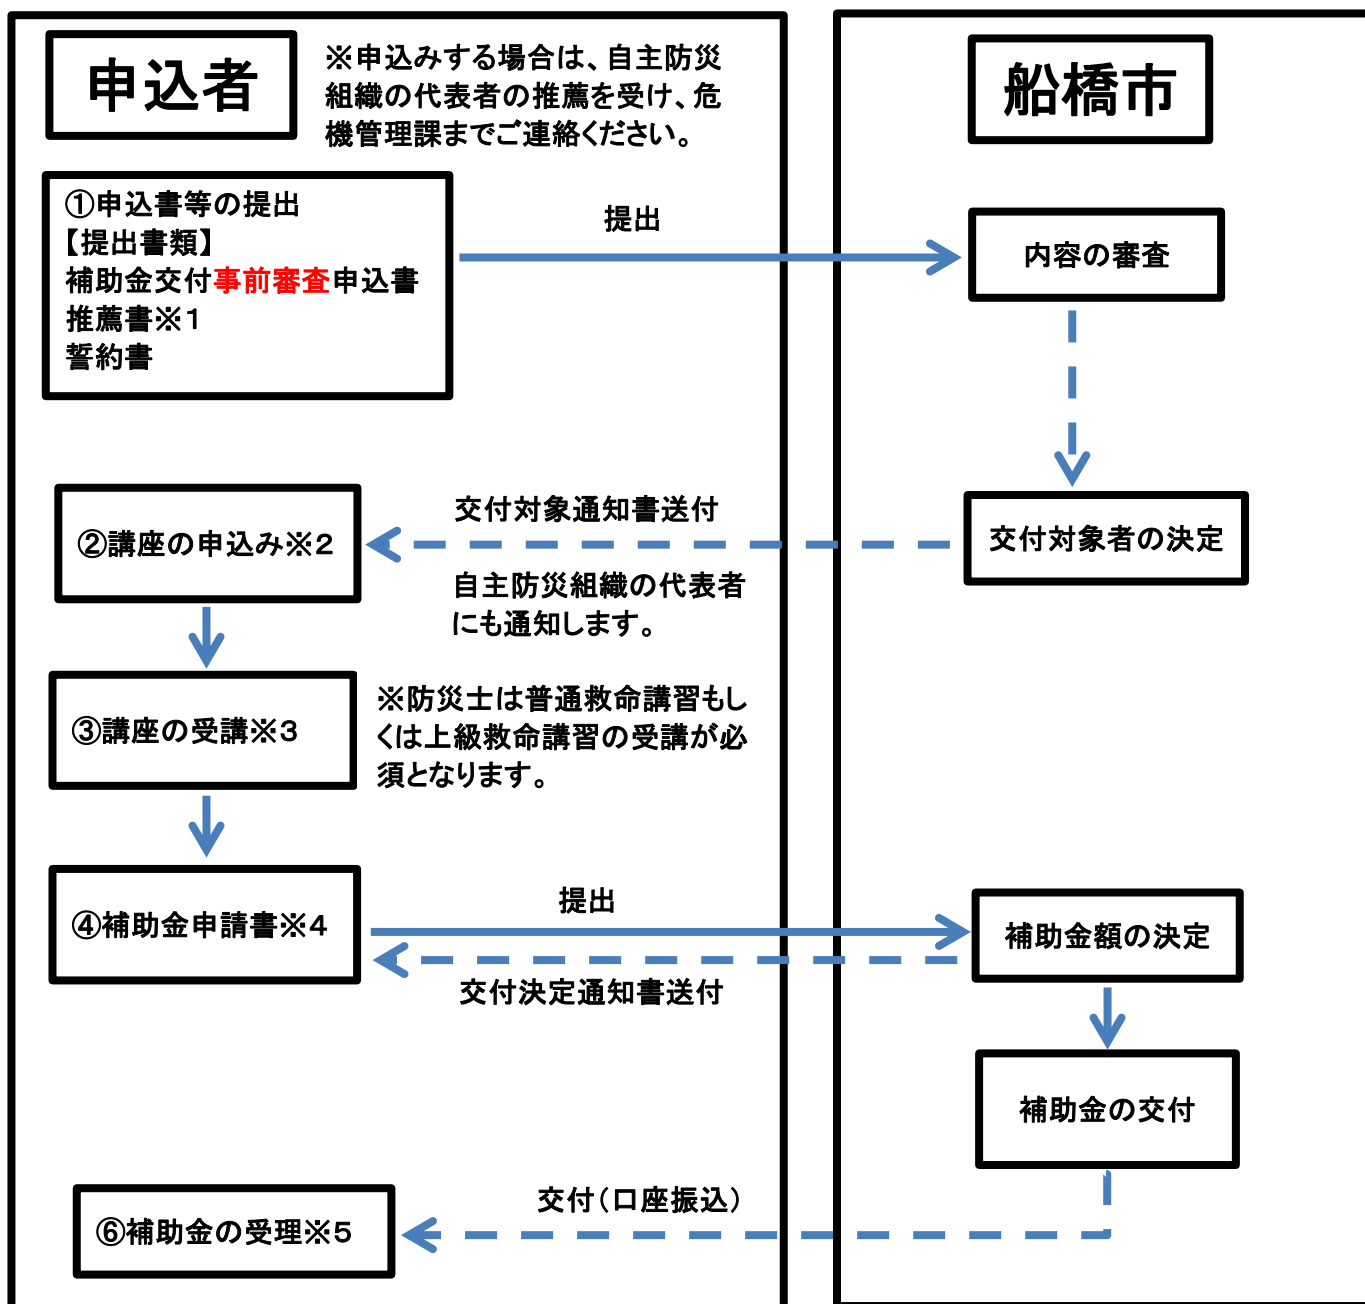 申込者
※申込みする場合は、自主防災
組織の代表者の推薦を受け、危
機管理課までご連絡ください。
船橋市
①申込書等の提出
【提出書類】
補助金交付事前審査申込書
推薦書※1
誓約書
提出
内容の審査
②講座の申込み※2
交付対象通知書送付
自主防災組織の代表者
にも通知します。
交付対象者の決定
③講座の受講※3
※防災士は普通救命講習もし
くは上級救命講習の受講が必
須となります。
④補助金申請書※4
提出
交付決定通知書送付
補助金額の決定
補助金の交付
交付(口座振込)
⑥補助金の受理※5